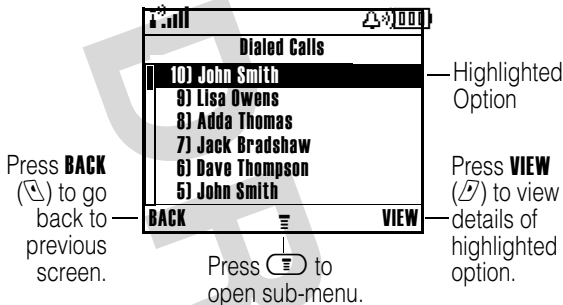 Dialed Calls
10) John Smith
9) Lisa Owens
8) Adda Thomas
7) Jack Bradshaw
6) Dave Thompson
5) John Smith
BACK
VIEW
Highlighted
Option
Press BACK
() to go
back to
previous
screen.
Press () to
open sub-menu.
Press VIEW
() to view
details of
highlighted
option.